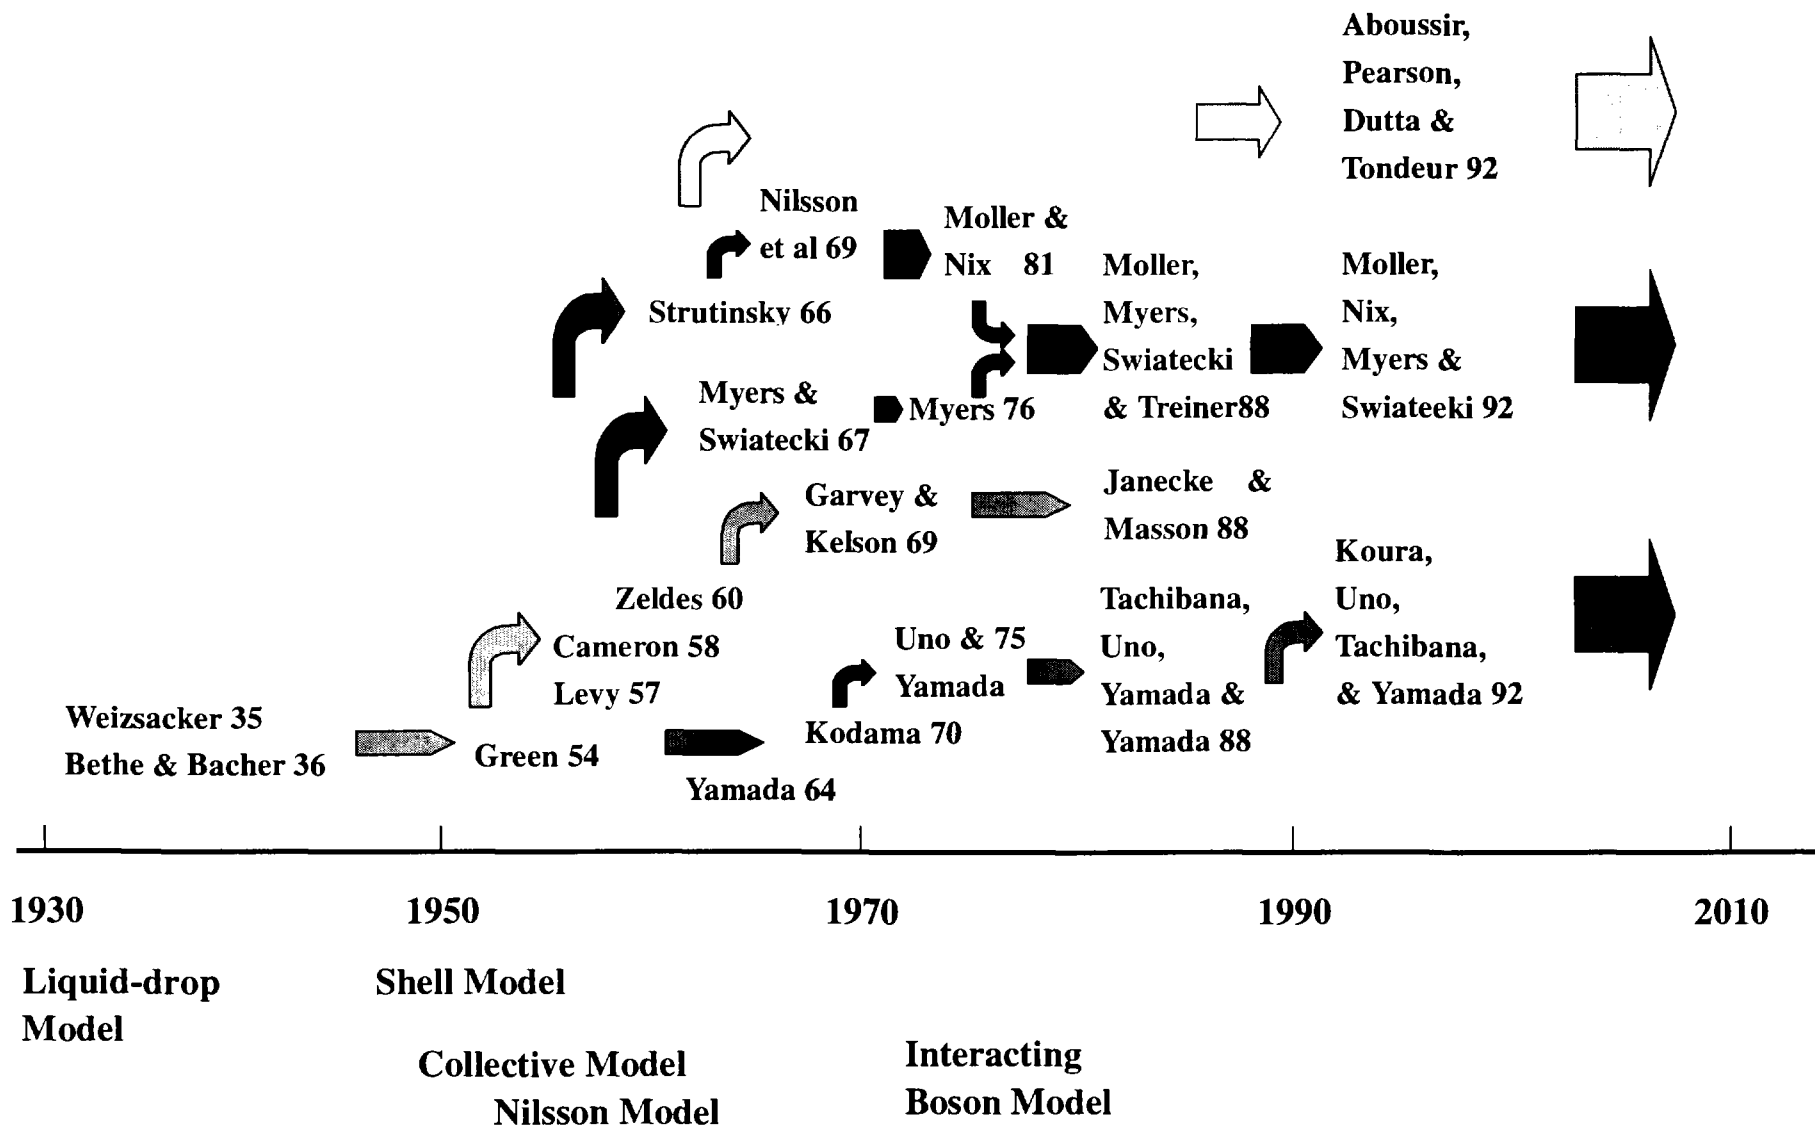 Aboussir,
Pearson,
Dutta &
Tondeur 92
Nilsson
et al 69
Moller &
Nix 81
Moller,
Myers,
Swiatecki
& Treiner88
Moller,
Nix,
Myers &
Swiateeki 92
Strutinsky 66
Myers &
Swiatecki 67
Myers 76
Garvey &
Kelson 69
Janecke &
Masson 88
Koura,
Uno,
Tachibana,
& Yamada 92
Zeldes 60
Cameron 58
Levy 57
Uno & 75
Yamada
Tachibana,
Uno,
Yamada &
Yamada 88
Weizsacker 35
Bethe & Bacher 36
Green 54
Kodama 70
Yamada 64
1930
1950
1970
1990
2010
Liquid-drop
Model
Shell Model
Collective Model
Nilsson Model
Interacting
Boson Model